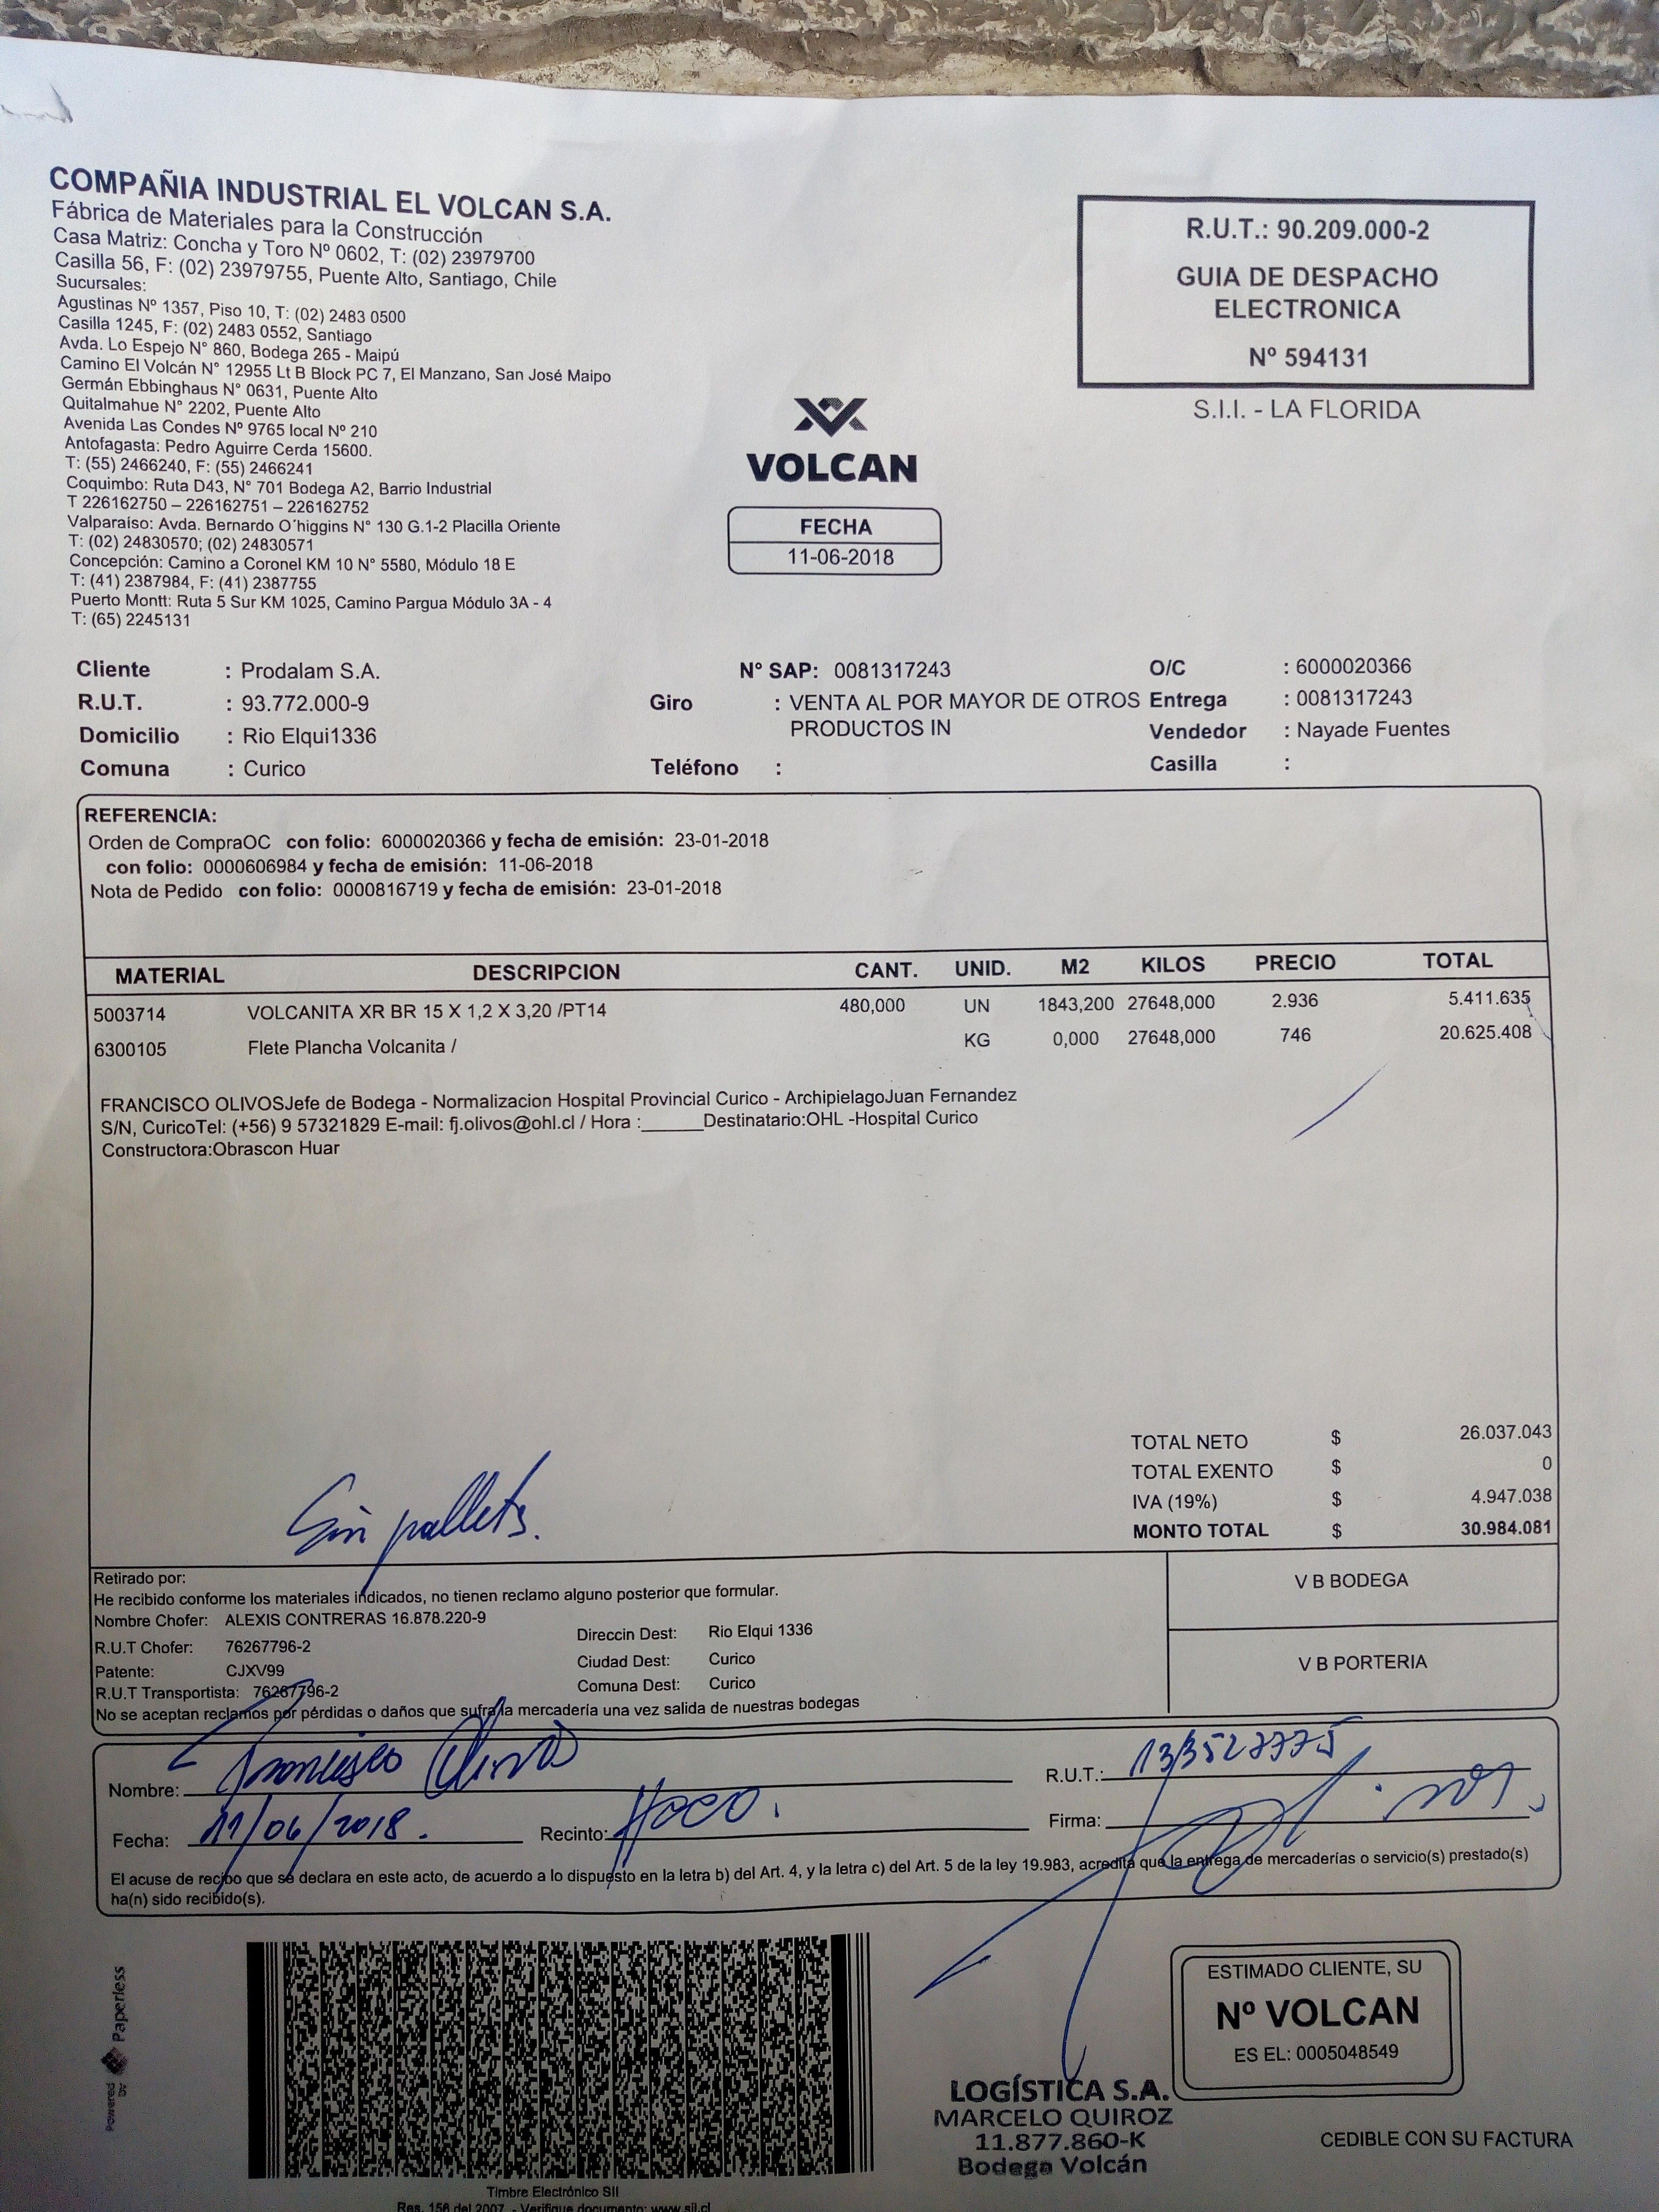 COMPAÑIA INDUSTRIAL EL VOLCAN S.A.
Fábrica de Materiales para la Construcción
Casa Matriz: Concha y Toro Nº 0602, T: (02) 23979700
Casilla 56, F: (02) 23979755, Puente Alto, Santiago, Chile
Sucursales:
Agustinas Nº 1357, Piso 10, T: (02) 2483 0500
Casilla 1245, F: (02) 2483 0552, Santiago
Avda. Lo Espejo N° 860, Bodega 265 - Maipú
Camino El Volcán N° 12955 Lt B Block PC 7, El Manzano, San José Maipo
Germán Ebbinghaus N° 0631, Puente Alto
Quitalmahue N° 2202, Puente Alto
Avenida Las Condes Nº 9765 local Nº 210
Antofagasta: Pedro Aguirre Cerda 15600.
T: (55) 2466240, F: (55) 2466241
Coquimbo: Ruta D43, N° 701 Bodega A2, Barrio Industrial
T 226162750 – 226162751 – 226162752
Valparaíso: Avda. Bernardo O´higgins N° 130 G.1-2 Placilla Oriente
T: (02) 24830570; (02) 24830571
Concepción: Camino a Coronel KM 10 N° 5580, Módulo 18 E
T: (41) 2387984, F: (41) 2387755
Puerto Montt: Ruta 5 Sur KM 1025, Camino Pargua Módulo 3A - 4
T: (65) 2245131
VOLCAN
FECHA
11-06-2018
R.U.T.: 90.209.000-2
GUIA DE DESPACHO
ELECTRONICA
Nº 594131
S.I.I. - LA FLORIDA
Cliente : Prodalam S.A. N° SAP: 0081317243 O/C : 6000020366
R.U.T. : 93.772.000-9 Giro : VENTA AL POR MAYOR DE OTROS Entrega : 0081317243
PRODUCTOS IN
Domicilio : Rio Elqui1336 Vendedor : Nayade Fuentes
Comuna : Curico Teléfono : Casilla :
REFERENCIA:
Orden de CompraOC con folio: 6000020366 y fecha de emisión: 23-01-2018
con folio: 0000606984 y fecha de emisión: 11-06-2018
Nota de Pedido con folio: 0000816719 y fecha de emisión: 23-01-2018
MATERIAL DESCRIPCION CANT. UNID. M2 KILOS PRECIO TOTAL
5003714 VOLCANITA XR BR 15 X 1,2 X 3,20 /PT14 480,000 UN 1843,200 27648,000 2.936 5.411.635
6300105 Flete Plancha Volcanita / KG 0,000 27648,000 746 20.625.408
FRANCISCO OLIVOSJefe de Bodega - Normalizacion Hospital Provincial Curico - ArchipielagoJuan Fernandez
S/N, CuricoTel: (+56) 9 57321829 E-mail: fj.olivos@ohl.cl / Hora :______Destinatario:OHL -Hospital Curico
Constructora:Obrascon Huar
TOTAL NETO $ 26.037.043
TOTAL EXENTO $ 0
IVA (19%) $ 4.947.038
MONTO TOTAL $ 30.984.081
Sin pallets.
Retirado por:
He recibido conforme los materiales indicados, no tienen reclamo alguno posterior que formular.
Nombre Chofer: ALEXIS CONTRERAS 16.878.220-9
R.U.T Chofer: 76267796-2
Patente: CJXV99
R.U.T Transportista: 76267796-2
Direccin Dest: Rio Elqui 1336
Ciudad Dest: Curico
Comuna Dest: Curico
No se aceptan reclamos por pérdidas o daños que sufra la mercadería una vez salida de nuestras bodegas
V B BODEGA
V B PORTERIA
Nombre: Francisco Olivos R.U.T.:
Fecha: 11/06/2018. Recinto: Firma:
El acuse de recibo que se declara en este acto, de acuerdo a lo dispuesto en la letra b) del Art. 4, y la letra c) del Art. 5 de la ley 19.983, acredita que la entrega de mercaderías o servicio(s) prestado(s)
ha(n) sido recibido(s).
Powered by Paperless
Timbre Electrónico SII
Res. 156 del 2007 - Verifique documento: www.sii.cl
LOGÍSTICA S.A.
MARCELO QUIROZ
11.877.860-K
Bodega Volcán
ESTIMADO CLIENTE, SU
Nº VOLCAN
ES EL: 0005048549
CEDIBLE CON SU FACTURA